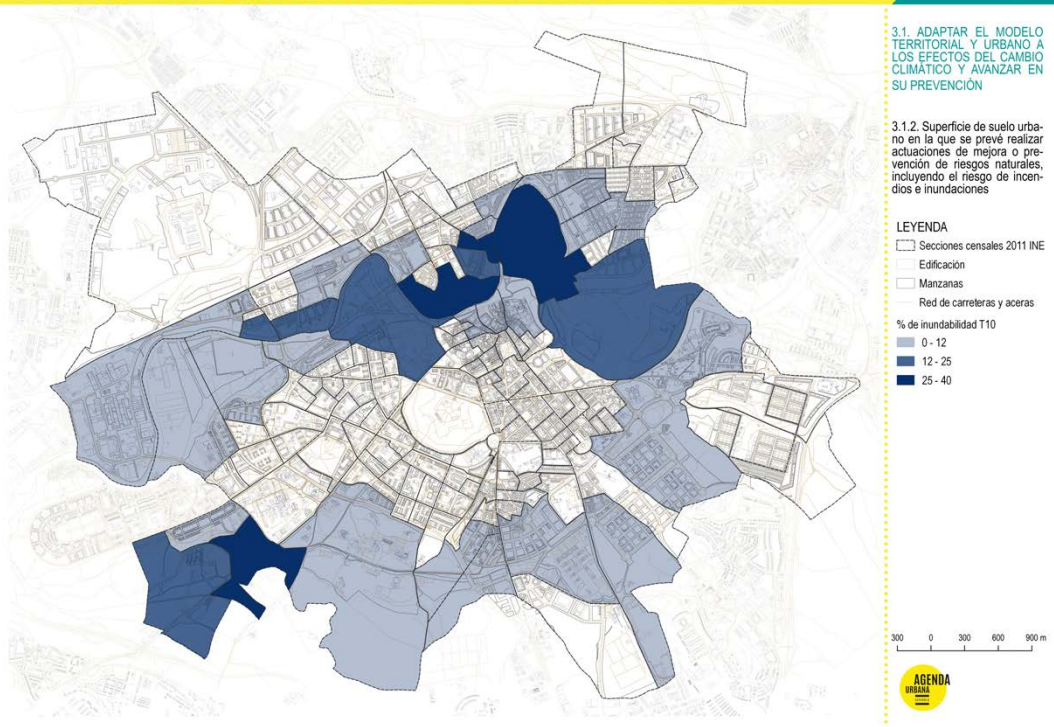 3.1. ADAPTAR EL MODELO
TERRITORIAL Y URBANO A
LOS EFECTOS DEL CAMBIO
CLIMÁTICO Y AVANZAR EN
SU PREVENCIÓN
3.1.2. Superficie de suelo urba-
no en la que se prevé realizar
actuaciones de mejora o pre-
vención de riesgos naturales,
incluyendo el riesgo de incen-
dios e inundaciones
LEYENDA
Secciones censales 2011 INE
Edificación
Manzanas
Red de carreteras y aceras
% de inundabilidad T10
0 - 12
12 - 25
25 - 40
300 0 300 600 900 m
AGENDA
URBANA